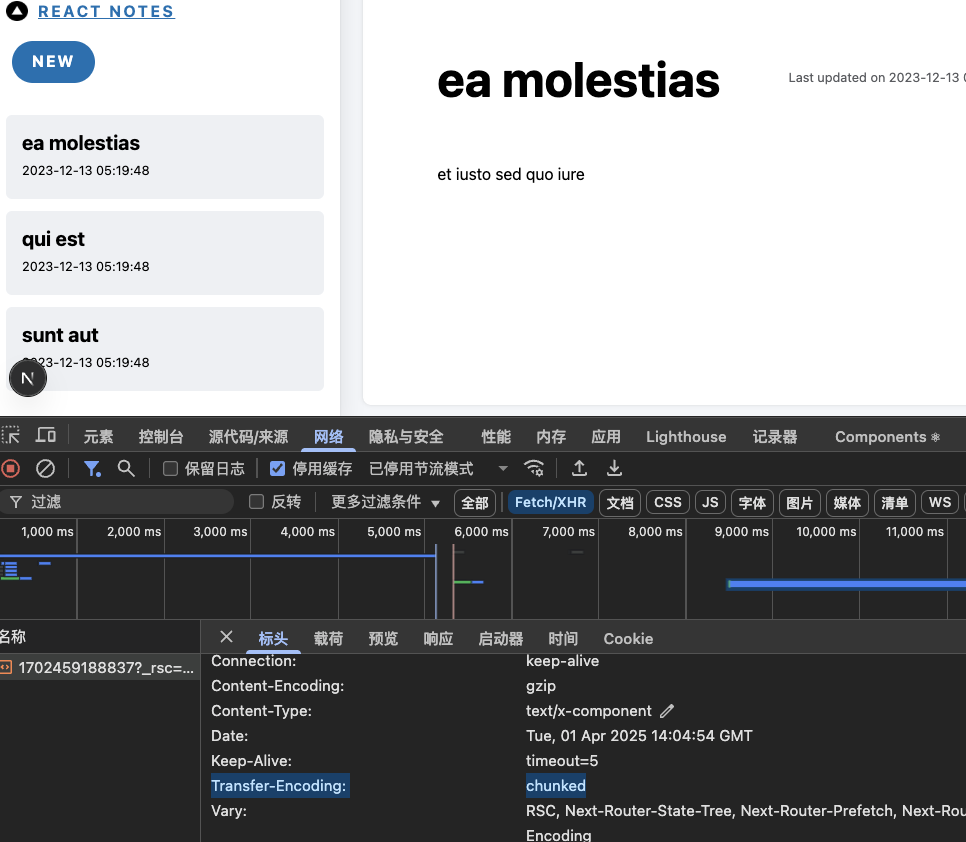 REACT NOTES
NEW
ea molestias
2023-12-13 05:19:48
qui est
2023-12-13 05:19:48
sunt aut
23-12-13 05:19:48
N
ea molestias
Last updated on 2023-12-13
et iusto sed quo iure
元素 控制台 源代码/来源 网络 隐私与安全 性能 内存 应用 Lighthouse 记录器 Components ⚛
保留日志 停用缓存 已停用节流模式
过滤 反转 更多过滤条件 全部 Fetch/XHR 文档 CSS JS 字体 图片 媒体 清单 WS
1,000 ms 2,000 ms 3,000 ms 4,000 ms 5,000 ms 6,000 ms 7,000 ms 8,000 ms 9,000 ms 10,000 ms 11,000 ms
名称
1702459188837?_rsc=...
标头 载荷 预览 响应 启动器 时间 Cookie
Connection: keep-alive
Content-Encoding: gzip
Content-Type: text/x-component
Date: Tue, 01 Apr 2025 14:04:54 GMT
Keep-Alive: timeout=5
Transfer-Encoding: chunked
Vary: RSC, Next-Router-State-Tree, Next-Router-Prefetch, Next-Rou
Encoding